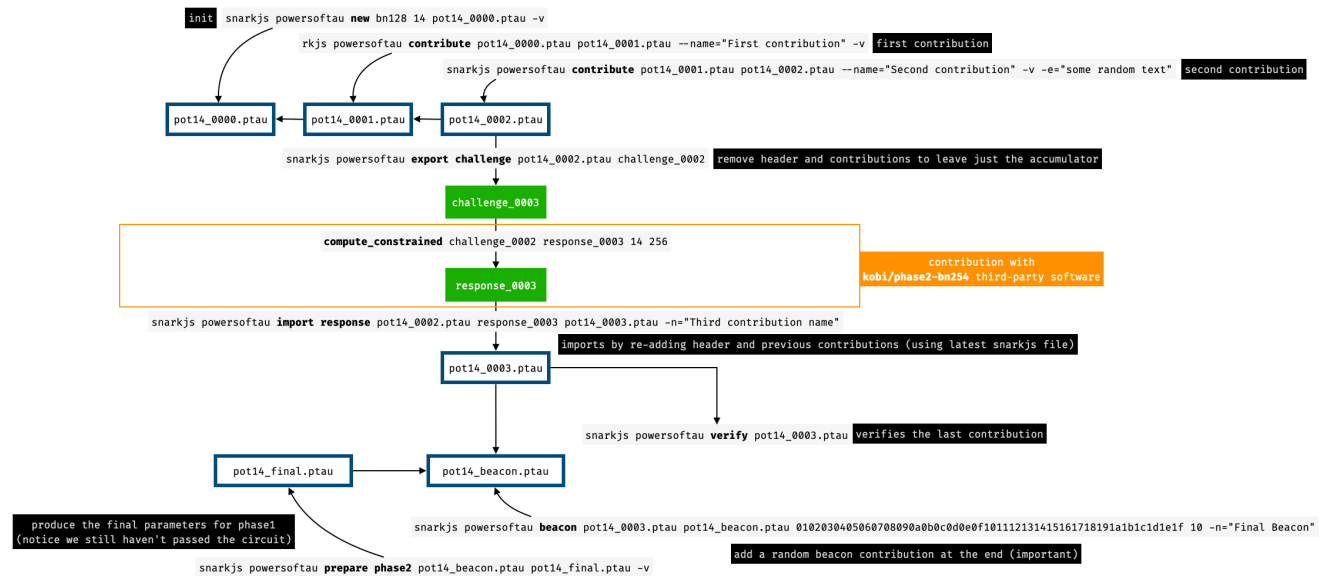 init snarkjs powersoftau new bn128 14 pot14_0000.ptau -v
rkjs powersoftau contribute pot14_0000.ptau pot14_0001.ptau --name="First contribution" -v first contribution
snarkjs powersoftau contribute pot14_0001.ptau pot14_0002.ptau --name="Second contribution" -v -e="some random text" second contribution
pot14_0000.ptau pot14_0001.ptau pot14_0002.ptau
snarkjs powersoftau export challenge pot14_0002.ptau challenge_0002 remove header and contributions to leave just the accumulator
challenge_0003
compute_constrained challenge_0002 response_0003 14 256
contribution with
kobi/phase2-bn254 third-party software
response_0003
snarkjs powersoftau import response pot14_0002.ptau response_0003 pot14_0003.ptau -n="Third contribution name"
imports by re-adding header and previous contributions (using latest snarkjs file)
pot14_0003.ptau
snarkjs powersoftau verify pot14_0003.ptau verifies the last contribution
pot14_final.ptau pot14_beacon.ptau
produce the final parameters for phase1
(notice we still haven't passed the circuit)
snarkjs powersoftau beacon pot14_0003.ptau pot14_beacon.ptau 0102030405060708090a0b0c0d0e0f101112131415161718191a1b1c1d1e1f 10 -n="Final Beacon"
add a random beacon contribution at the end (important)
snarkjs powersoftau prepare phase2 pot14_beacon.ptau pot14_final.ptau -v